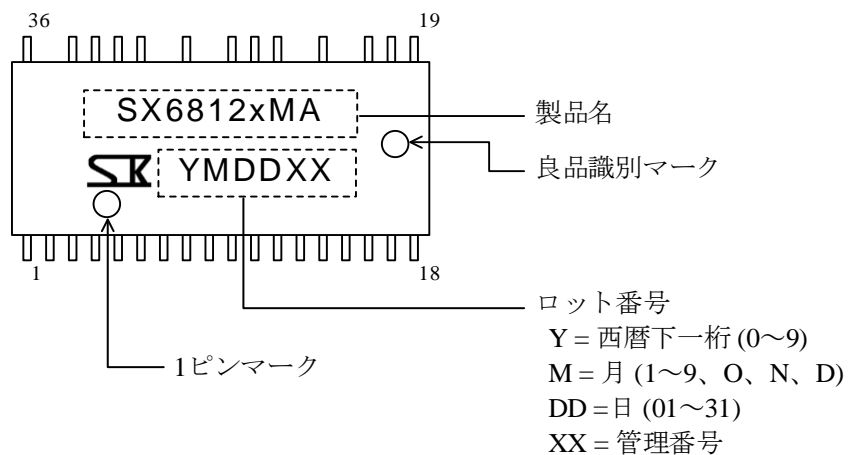 36
19
SX6812xMA
製品名
SK
YMDDXX
良品識別マーク
1
18
ロット番号
Y = 西暦下一桁 (0～9)
1ピンマーク
M = 月 (1～9、O、N、D)
DD =日 (01～31)
XX = 管理番号